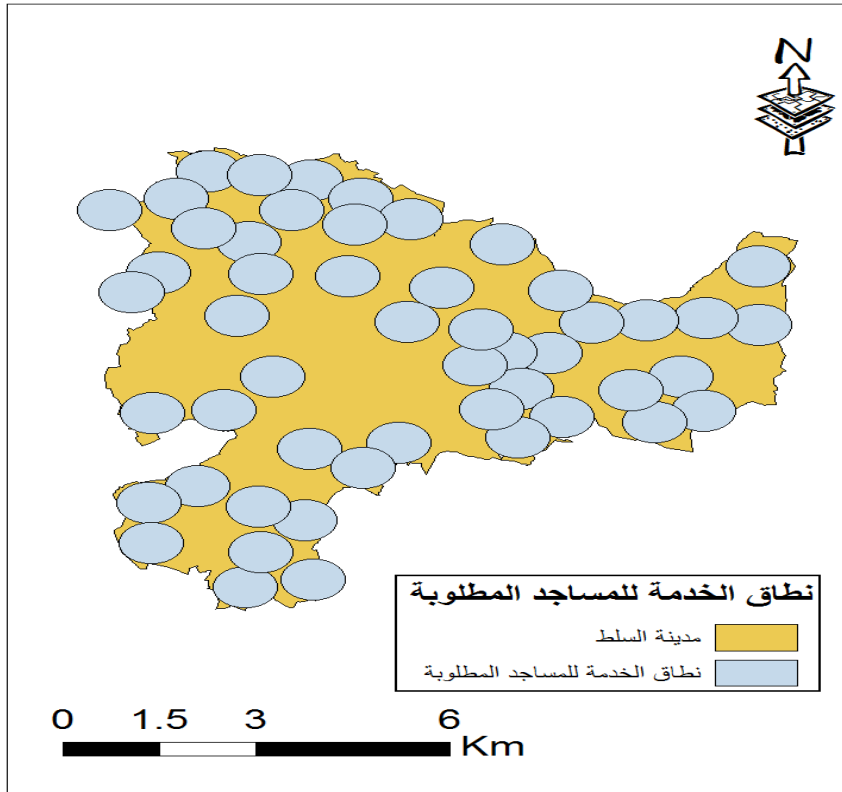 N
نطاق الخدمة للمساجد المطلوبة
مدينة السلط
نطاق الخدمة للمساجد المطلوبة
0 1.5 3 6
Km